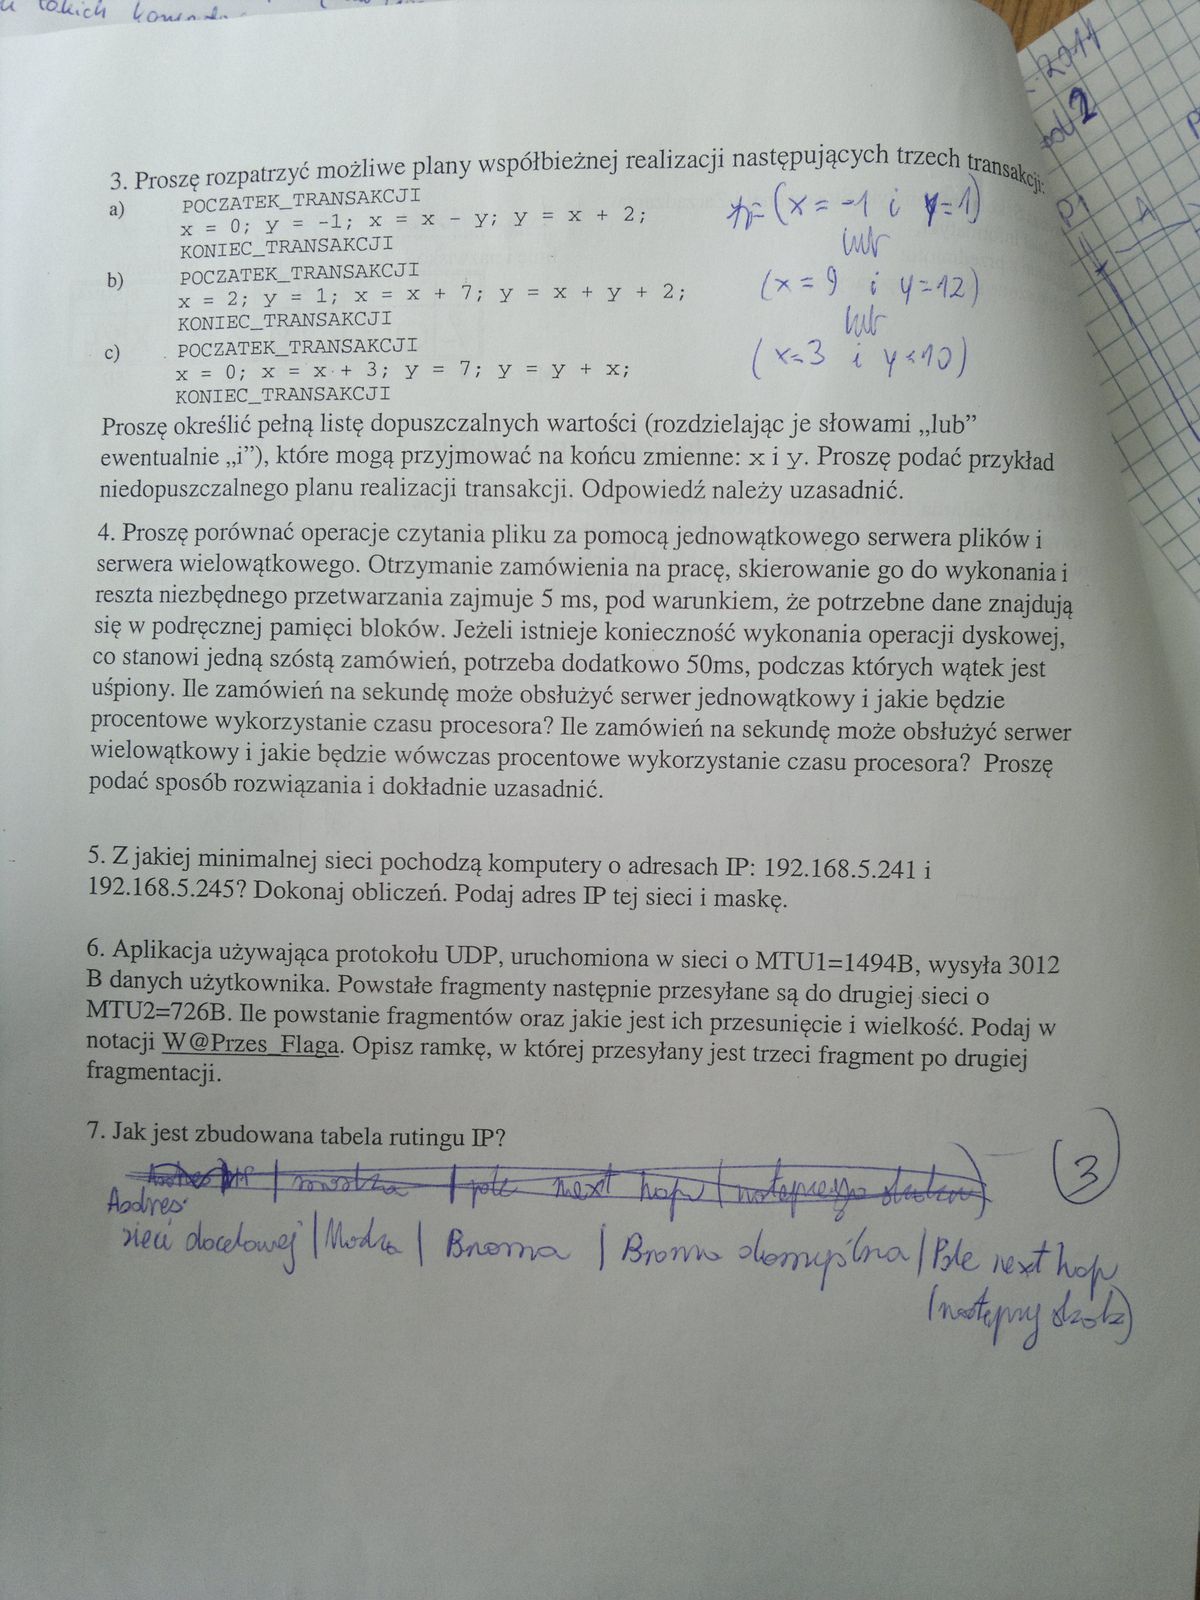 takich
3. Proszę rozpatrzyć możliwe plany współbieżnej realizacji następujących trzech transakcji:
a) POCZATEK_TRANSAKCJI
x = 0; y = -1; x = x - y; y = x + 2;
KONIEC_TRANSAKCJI
(x = -1 i y=1)
lub
b) POCZATEK_TRANSAKCJI
x = 2; y = 1; x = x + 7; y = x + y + 2;
KONIEC_TRANSAKCJI
(x = 9 i y=12)
lub
c) POCZATEK_TRANSAKCJI
x = 0; x = x + 3; y = 7; y = y + x;
KONIEC_TRANSAKCJI
(x=3 i y=10)
Proszę określić pełną listę dopuszczalnych wartości (rozdzielając je słowami „lub”
ewentualnie „i”), które mogą przyjmować na końcu zmienne: x i y. Proszę podać przykład
niedopuszczalnego planu realizacji transakcji. Odpowiedź należy uzasadnić.
4. Proszę porównać operacje czytania pliku za pomocą jednowątkowego serwera plików i
serwera wielowątkowego. Otrzymanie zamówienia na pracę, skierowanie go do wykonania i
reszta niezbędnego przetwarzania zajmuje 5 ms, pod warunkiem, że potrzebne dane znajdują
się w podręcznej pamięci bloków. Jeżeli istnieje konieczność wykonania operacji dyskowej,
co stanowi jedną szóstą zamówień, potrzeba dodatkowo 50ms, podczas których wątek jest
uśpiony. Ile zamówień na sekundę może obsłużyć serwer jednowątkowy i jakie będzie
procentowe wykorzystanie czasu procesora? Ile zamówień na sekundę może obsłużyć serwer
wielowątkowy i jakie będzie wówczas procentowe wykorzystanie czasu procesora? Proszę
podać sposób rozwiązania i dokładnie uzasadnić.
5. Z jakiej minimalnej sieci pochodzą komputery o adresach IP: 192.168.5.241 i
192.168.5.245? Dokonaj obliczeń. Podaj adres IP tej sieci i maskę.
6. Aplikacja używająca protokołu UDP, uruchomiona w sieci o MTU1=1494B, wysyła 3012
B danych użytkownika. Powstałe fragmenty następnie przesyłane są do drugiej sieci o
MTU2=726B. Ile powstanie fragmentów oraz jakie jest ich przesunięcie i wielkość. Podaj w
notacji W@Przes_Flaga. Opisz ramkę, w której przesyłany jest trzeci fragment po drugiej
fragmentacji.
7. Jak jest zbudowana tabela rutingu IP?
3
| pole next hop |
Adres
sieci docelowej | Maska | Brama | Brama domyślna | Pole next hop
(następny skok)
2011
2
P1
A